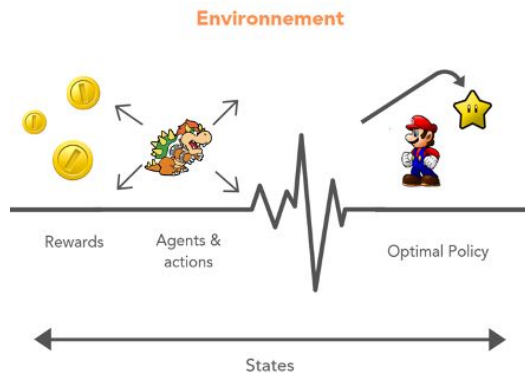 Environnement
Rewards
Agents &
actions
Optimal Policy
States